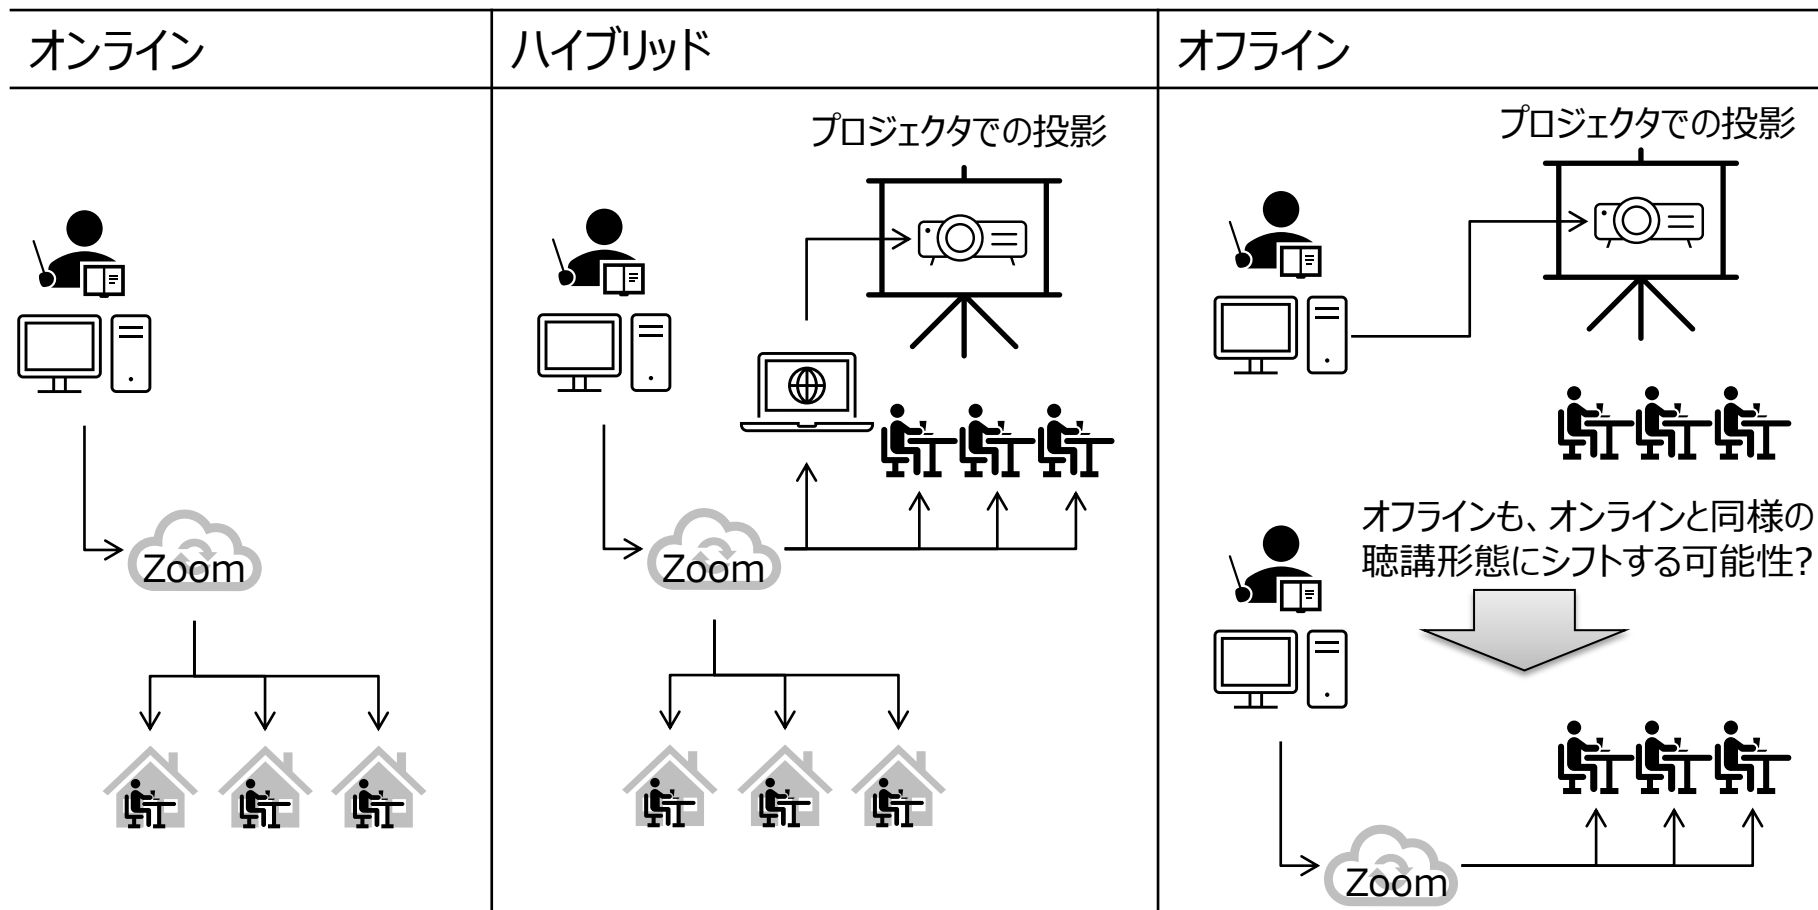 オンライン
ハイブリッド
オフライン
Zoom
プロジェクタでの投影
Zoom
プロジェクタでの投影
オフラインも、オンラインと同様の
聴講形態にシフトする可能性?
Zoom